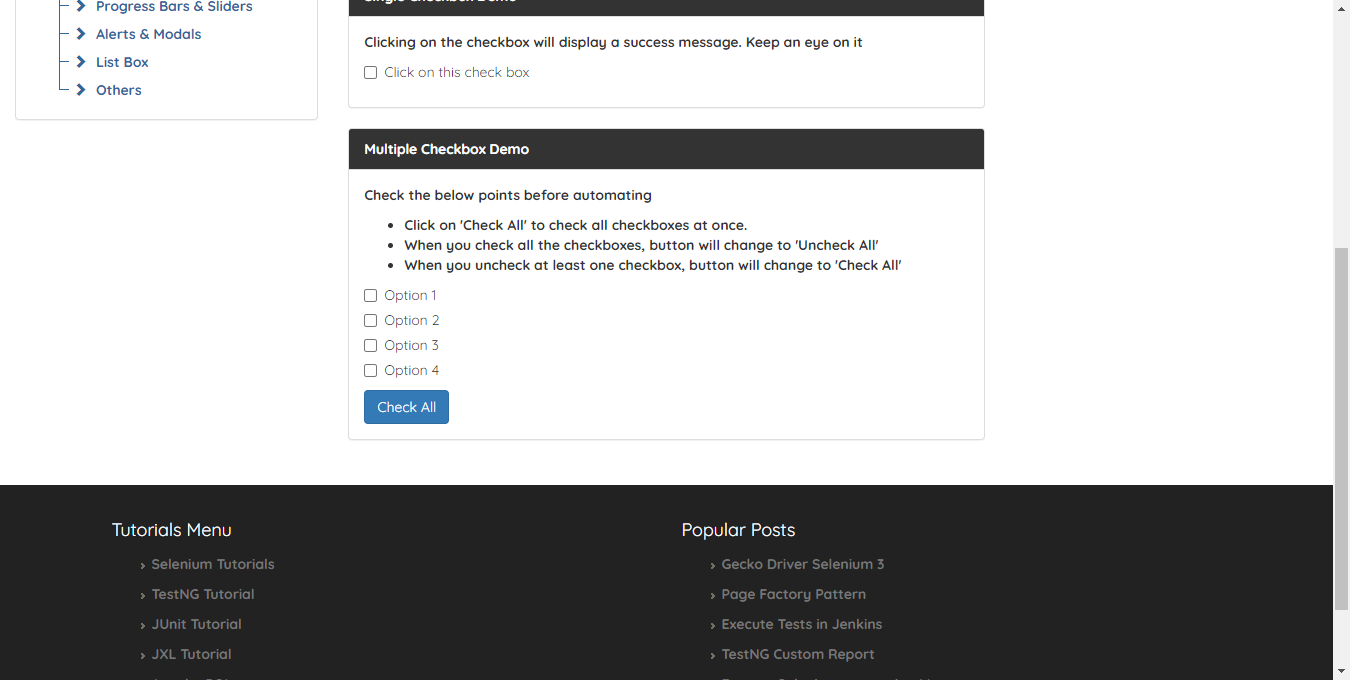 Progress Bars & Sliders
Alerts & Modals
List Box
Others
Single Checkbox Demo
Clicking on the checkbox will display a success message. Keep an eye on it
Click on this check box
Multiple Checkbox Demo
Check the below points before automating
Click on 'Check All' to check all checkboxes at once.
When you check all the checkboxes, button will change to 'Uncheck All'
When you uncheck at least one checkbox, button will change to 'Check All'
Option 1
Option 2
Option 3
Option 4
Check All
Tutorials Menu
Selenium Tutorials
TestNG Tutorial
JUnit Tutorial
JXL Tutorial
Popular Posts
Gecko Driver Selenium 3
Page Factory Pattern
Execute Tests in Jenkins
TestNG Custom Report